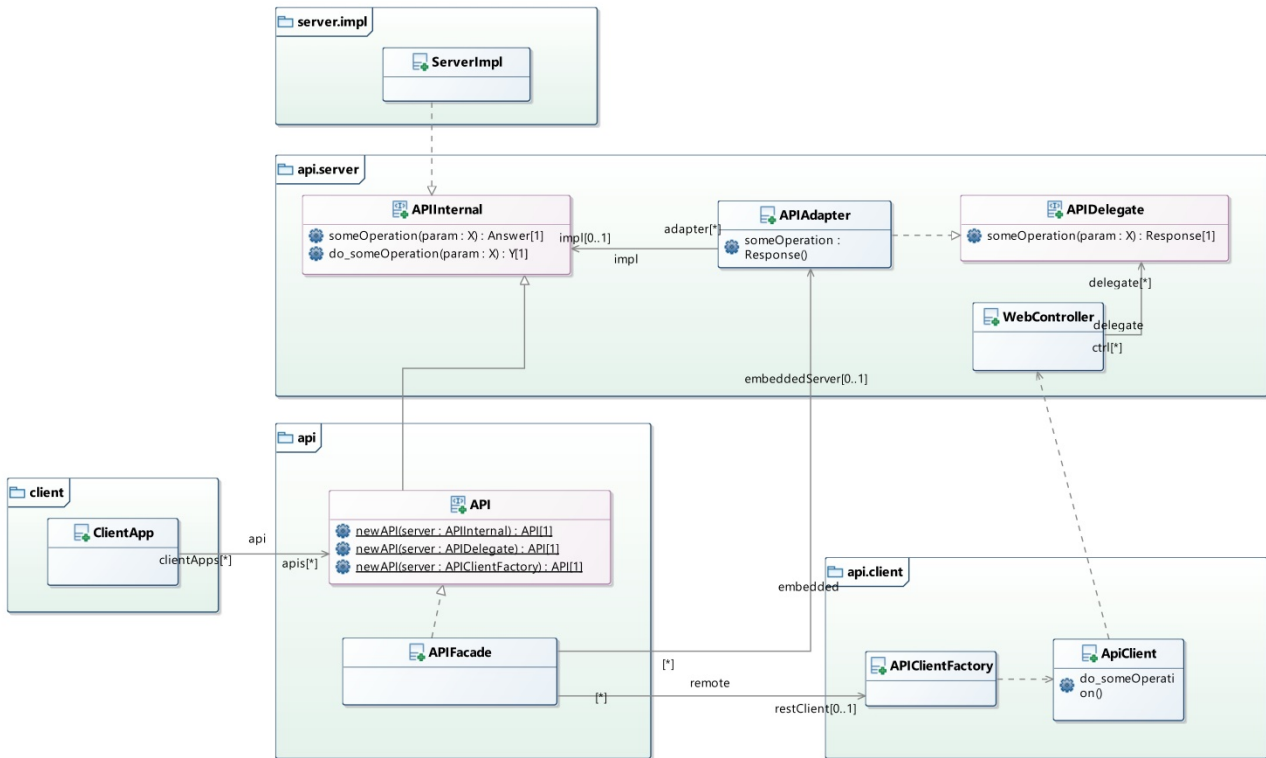 server.impl
ServerImpl
api.server
APIInternal
someOperation(param : X) : Answer[1]
do_someOperation(param : X) : Y[1]
impl[0..1]
impl
adapter[*]
APIAdapter
someOperation :
Response()
APIDelegate
someOperation(param : X) : Response[1]
delegate[*]
WebController
delegate
ctrl[*]
embeddedServer[0..1]
api
client
ClientApp
clientApps[*]
api
apis[*]
API
newAPI(server : APIInternal) : API[1]
newAPI(server : APIDelegate) : API[1]
newAPI(server : APIClientFactory) : API[1]
embedded
api.client
APIFacade
[*]
[*]
remote
restClient[0..1]
APIClientFactory
ApiClient
do_someOperati
on()